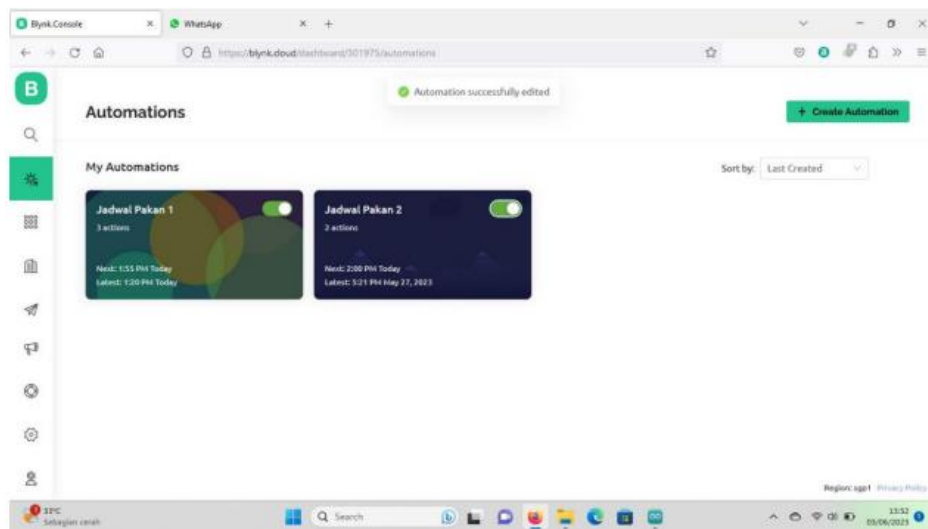 Blynk.Console
WhatsApp
https://blynk.cloud/dashboard/301975/automations
B
Automation successfully edited
Automations
+ Create Automation
My Automations
Sort by: Last Created
Jadwal Pakan 1
3 actions
Next: 1:55 PM Today
Latest: 1:20 PM Today
Jadwal Pakan 2
2 actions
Next: 2:00 PM Today
Latest: 5:21 PM May 27, 2023
Region: sgp1 Privacy Policy
Sebagian cerah
Search
13:52
03/06/2023